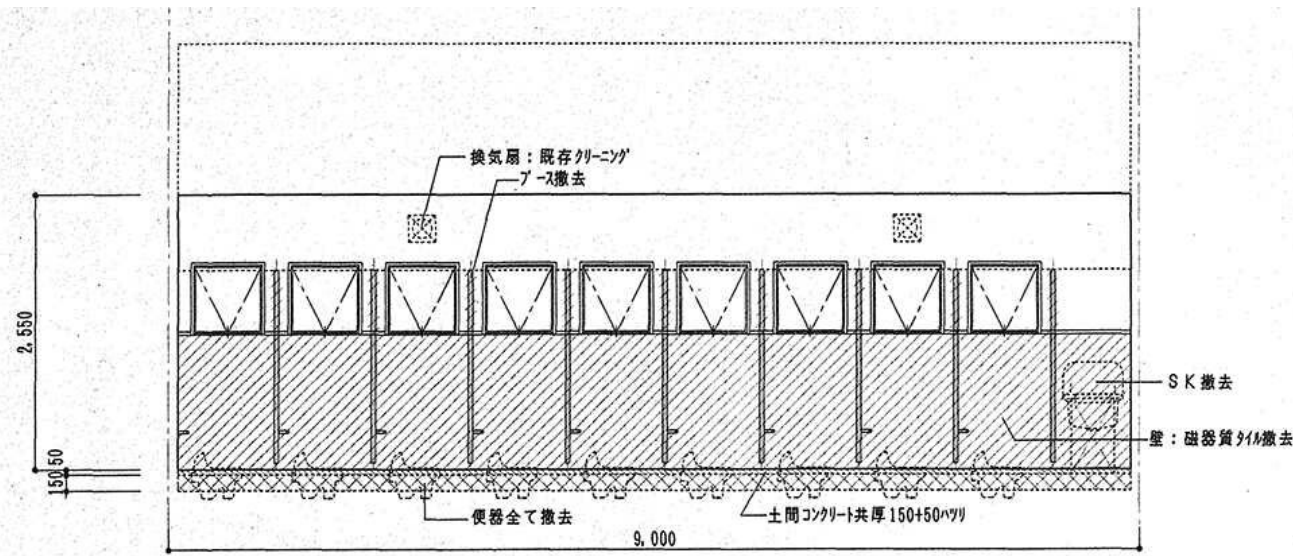 換気扇：既存クリーニング
ブース撤去
2,550
SK撤去
壁：磁器質タイル撤去
50
150
便器全て撤去
土間コンクリート共厚150+50ハツリ
9,000